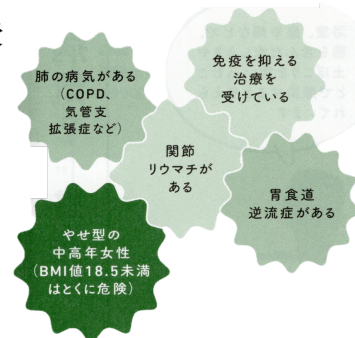 肺の病気がある
（COPD、
気管支
拡張症など）
免疫を抑える
治療を
受けている
関節
リウマチが
ある
胃食道
逆流症がある
やせ型の
中高年女性
（BMI値18.5未満
はとくに危険）